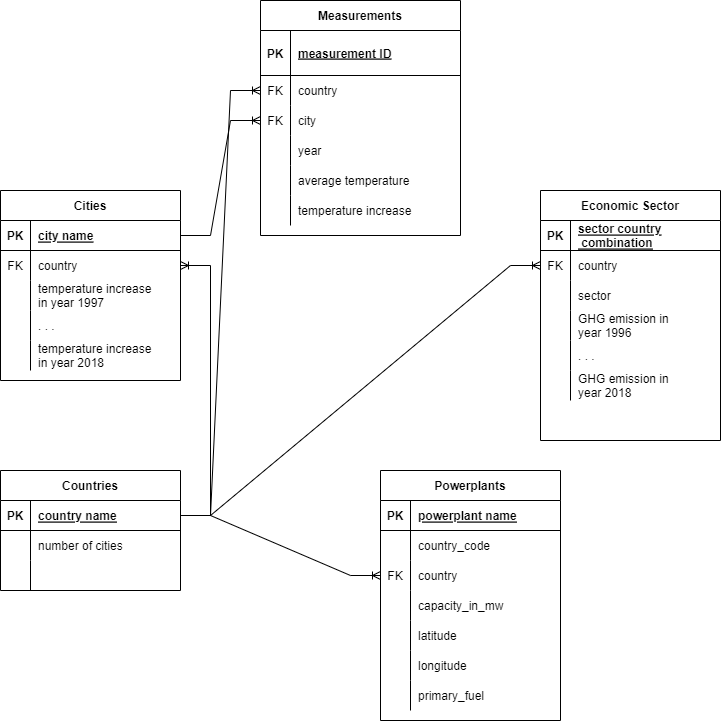 Measurements
PK measurement ID
FK country
FK city
year
average temperature
temperature increase
Cities
PK city name
FK country
temperature increase
in year 1997
. . .
temperature increase
in year 2018
Economic Sector
PK sector country
combination
FK country
sector
GHG emission in
year 1996
. . .
GHG emission in
year 2018
Countries
PK country name
number of cities
Powerplants
PK powerplant name
country_code
FK country
capacity_in_mw
latitude
longitude
primary_fuel